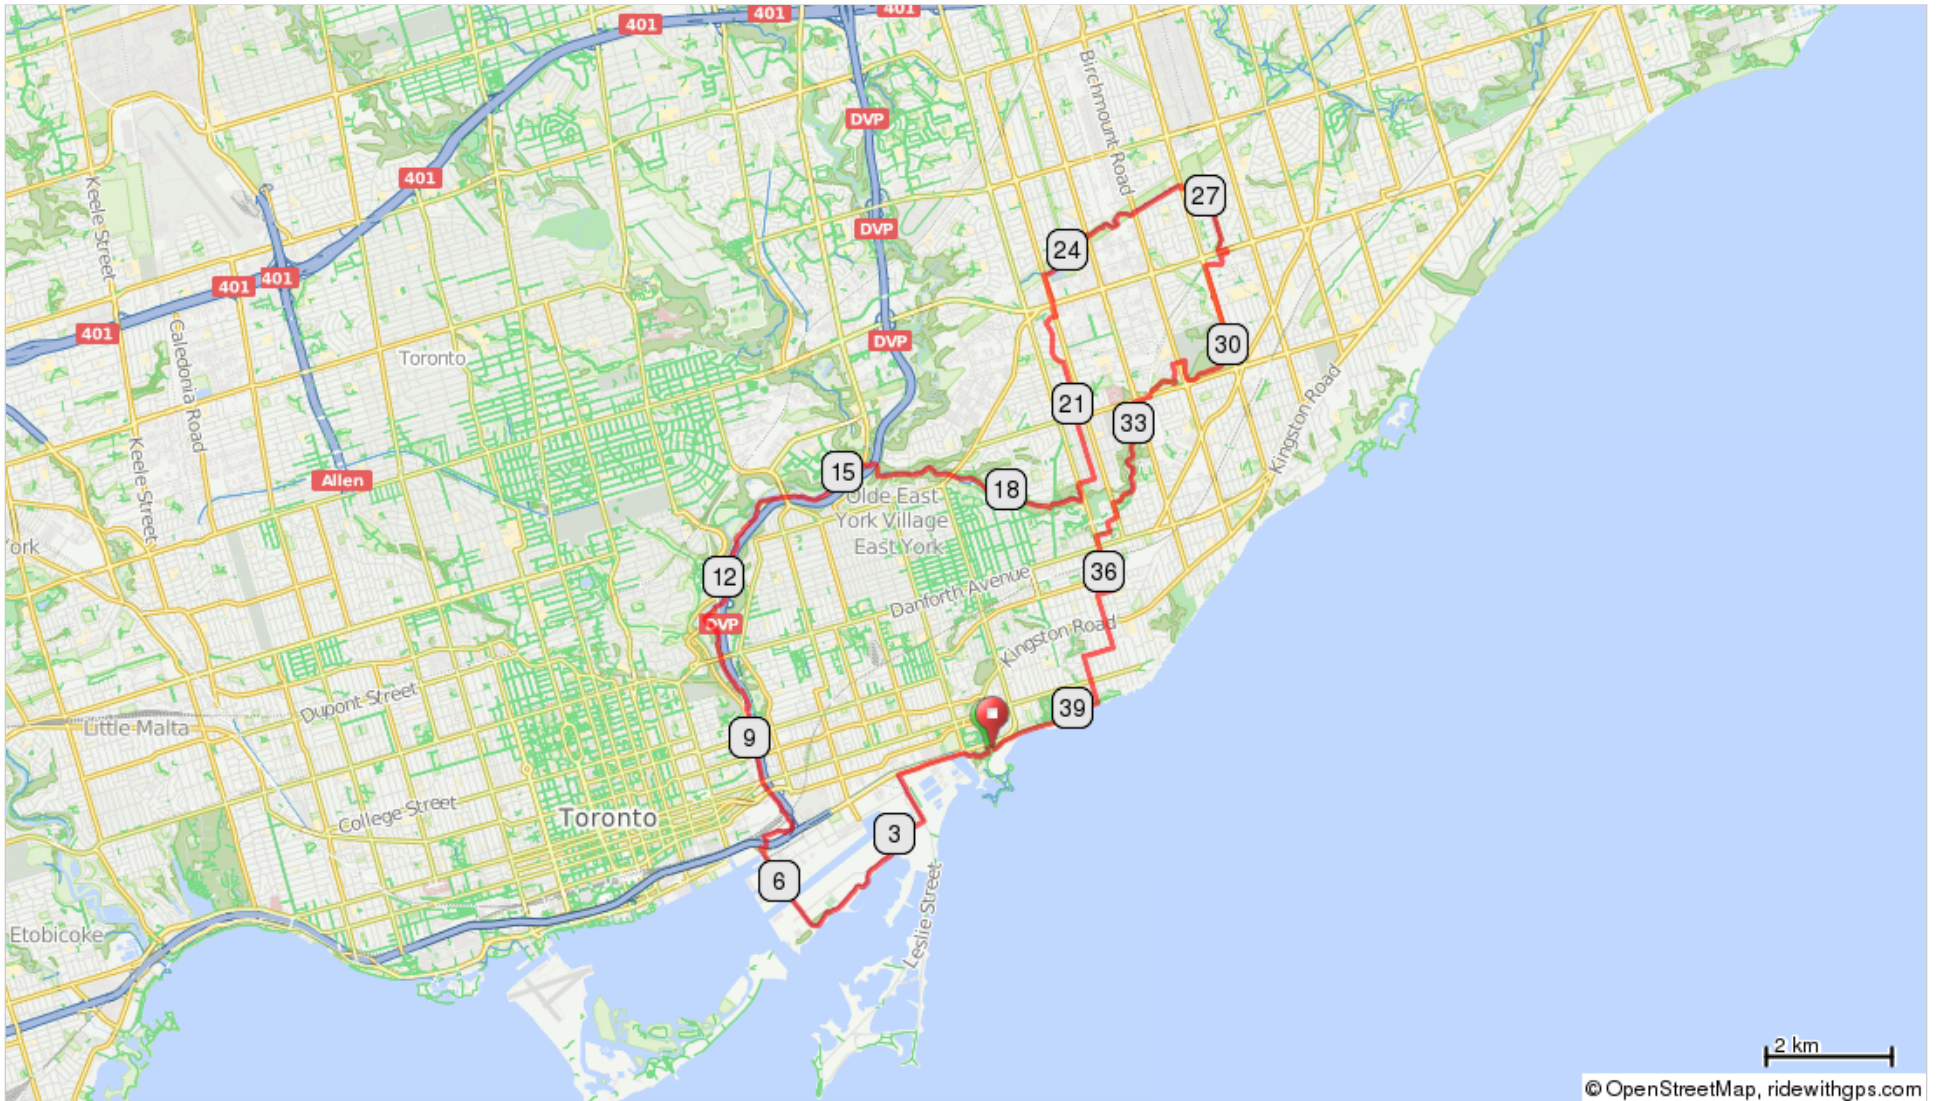 401
401
401
DVP
Birchmount Road
401
Keele Street
27
DVP
24
401
401
401
DVP
30
Caledonia Road
Toronto
21
33
Kingston Road
Keele Street
15
Allen
18
Olde East
York Village
East York
12
36
Danforth Avenue
DVP
Kingston Road
Dupont Street
39
Little Malta
9
College Street
Toronto
3
6
Leslie Street
Etobicoke
2 km
© OpenStreetMap, ridewithgps.com